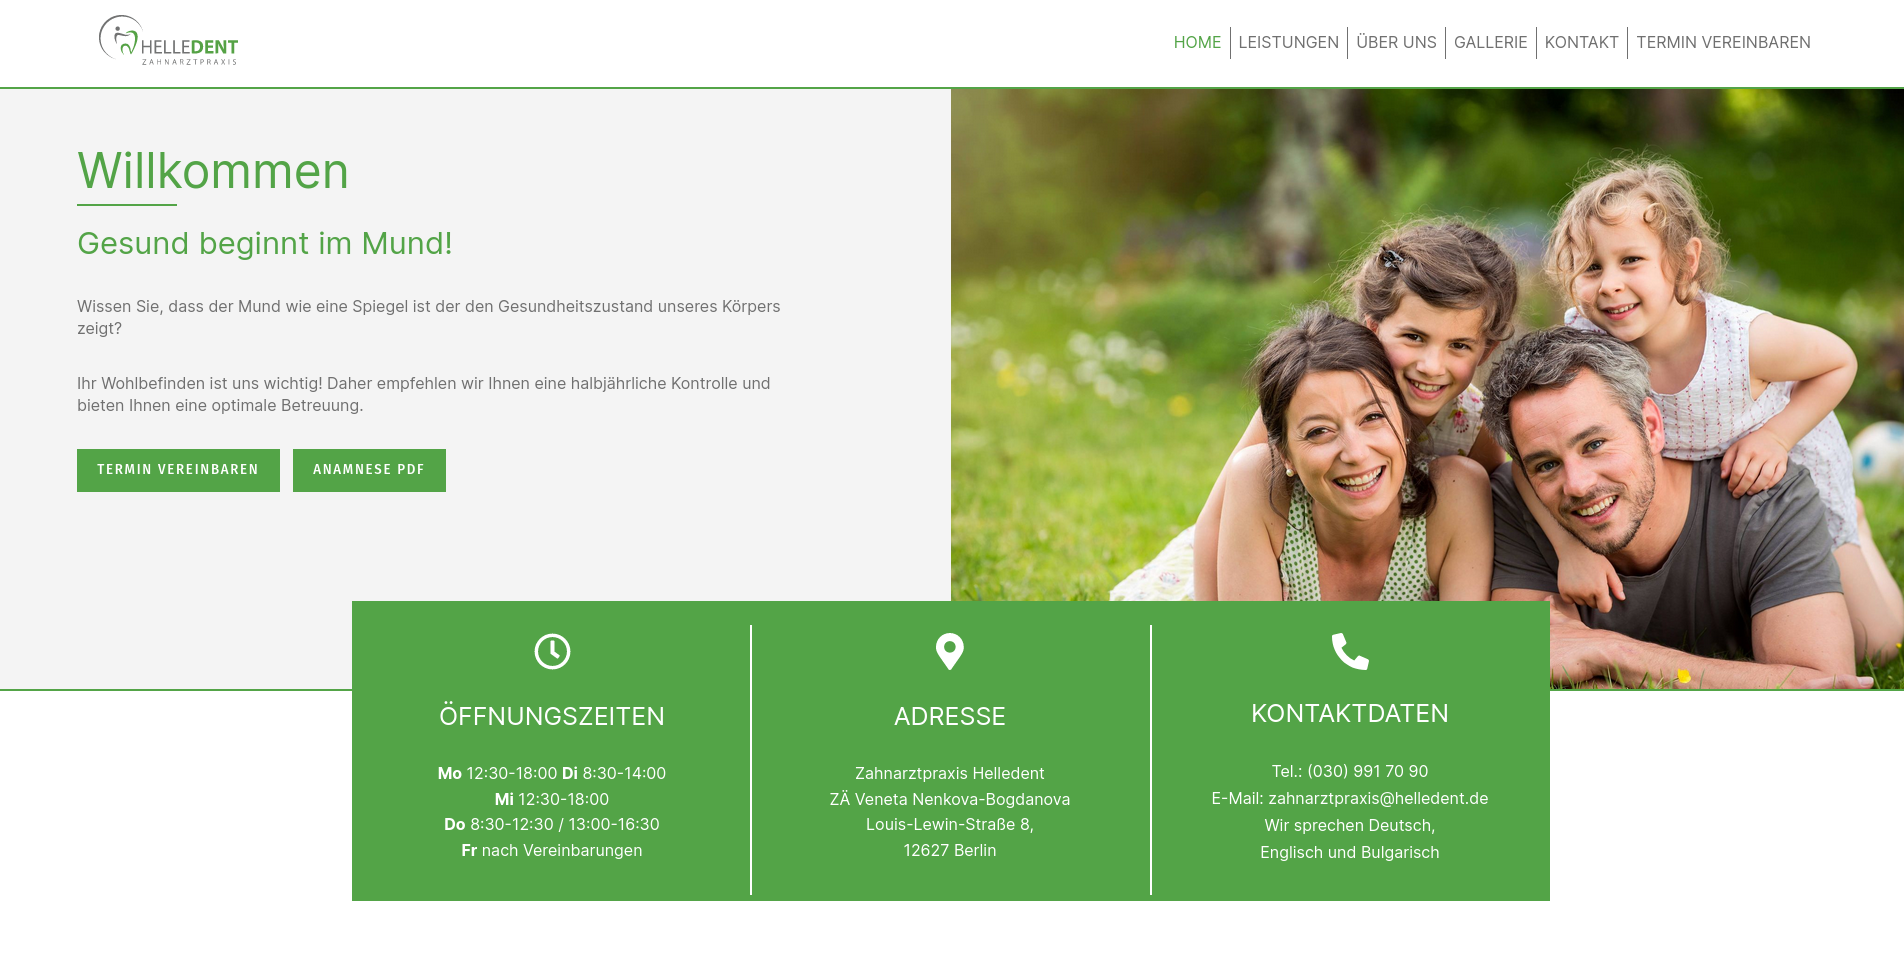 HELLEDENT
ZAHNARZTPRAXIS
HOME
LEISTUNGEN
ÜBER UNS
GALLERIE
KONTAKT
TERMIN VEREINBAREN
Willkommen
Gesund beginnt im Mund!
Wissen Sie, dass der Mund wie eine Spiegel ist der den Gesundheitszustand unseres Körpers
zeigt?
Ihr Wohlbefinden ist uns wichtig! Daher empfehlen wir Ihnen eine halbjährliche Kontrolle und
bieten Ihnen eine optimale Betreuung.
TERMIN VEREINBAREN
ANAMNESE PDF
ÖFFNUNGSZEITEN
Mo 12:30-18:00 Di 8:30-14:00
Mi 12:30-18:00
Do 8:30-12:30 / 13:00-16:30
Fr nach Vereinbarungen
ADRESSE
Zahnarztpraxis Helledent
ZÄ Veneta Nenkova-Bogdanova
Louis-Lewin-Straße 8,
12627 Berlin
KONTAKTDATEN
Tel.: (030) 991 70 90
E-Mail: zahnarztpraxis@helledent.de
Wir sprechen Deutsch,
Englisch und Bulgarisch